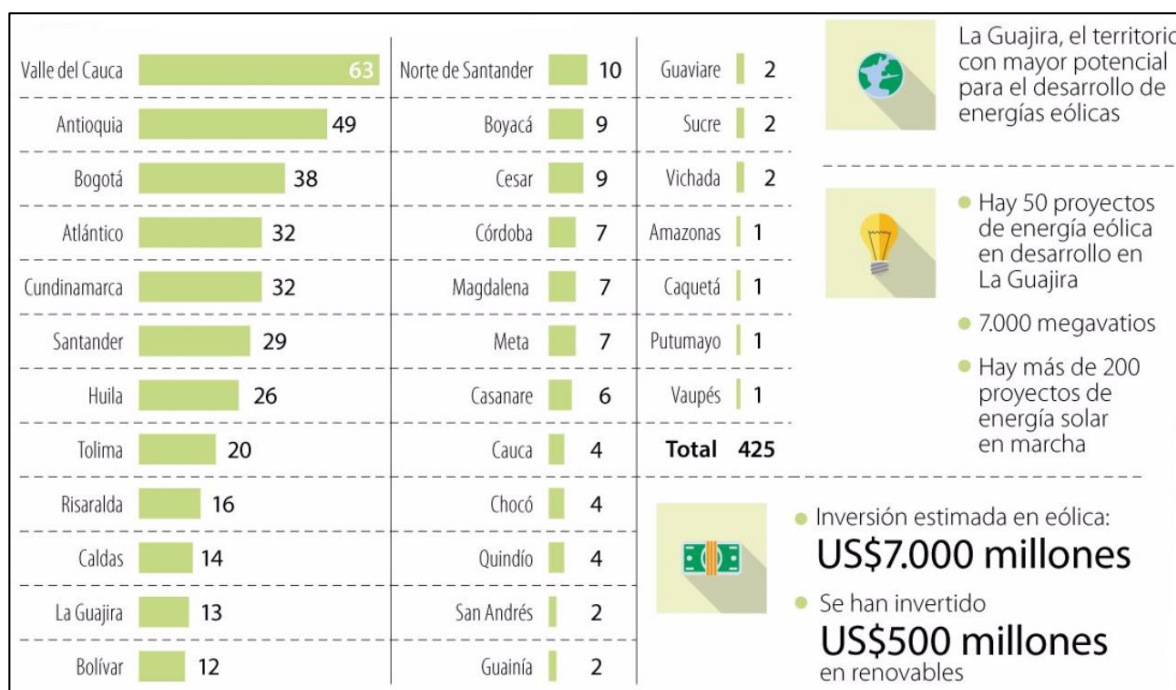 Valle del Cauca 63
Antioquia 49
Bogotá 38
Atlántico 32
Cundinamarca 32
Santander 29
Huila 26
Tolima 20
Risaralda 16
Caldas 14
La Guajira 13
Bolívar 12
Norte de Santander 10
Boyacá 9
Cesar 9
Córdoba 7
Magdalena 7
Meta 7
Casanare 6
Cauca 4
Chocó 4
Quindío 4
San Andrés 2
Guainía 2
Guaviare 2
Sucre 2
Vichada 2
Amazonas 1
Caquetá 1
Putumayo 1
Vaupés 1
Total 425
La Guajira, el territorio
con mayor potencial
para el desarrollo de
energías eólicas
Hay 50 proyectos
de energía eólica
en desarrollo en
La Guajira
7.000 megavatios
Hay más de 200
proyectos de
energía solar
en marcha
Inversión estimada en eólica:
US$7.000 millones
Se han invertido
US$500 millones
en renovables